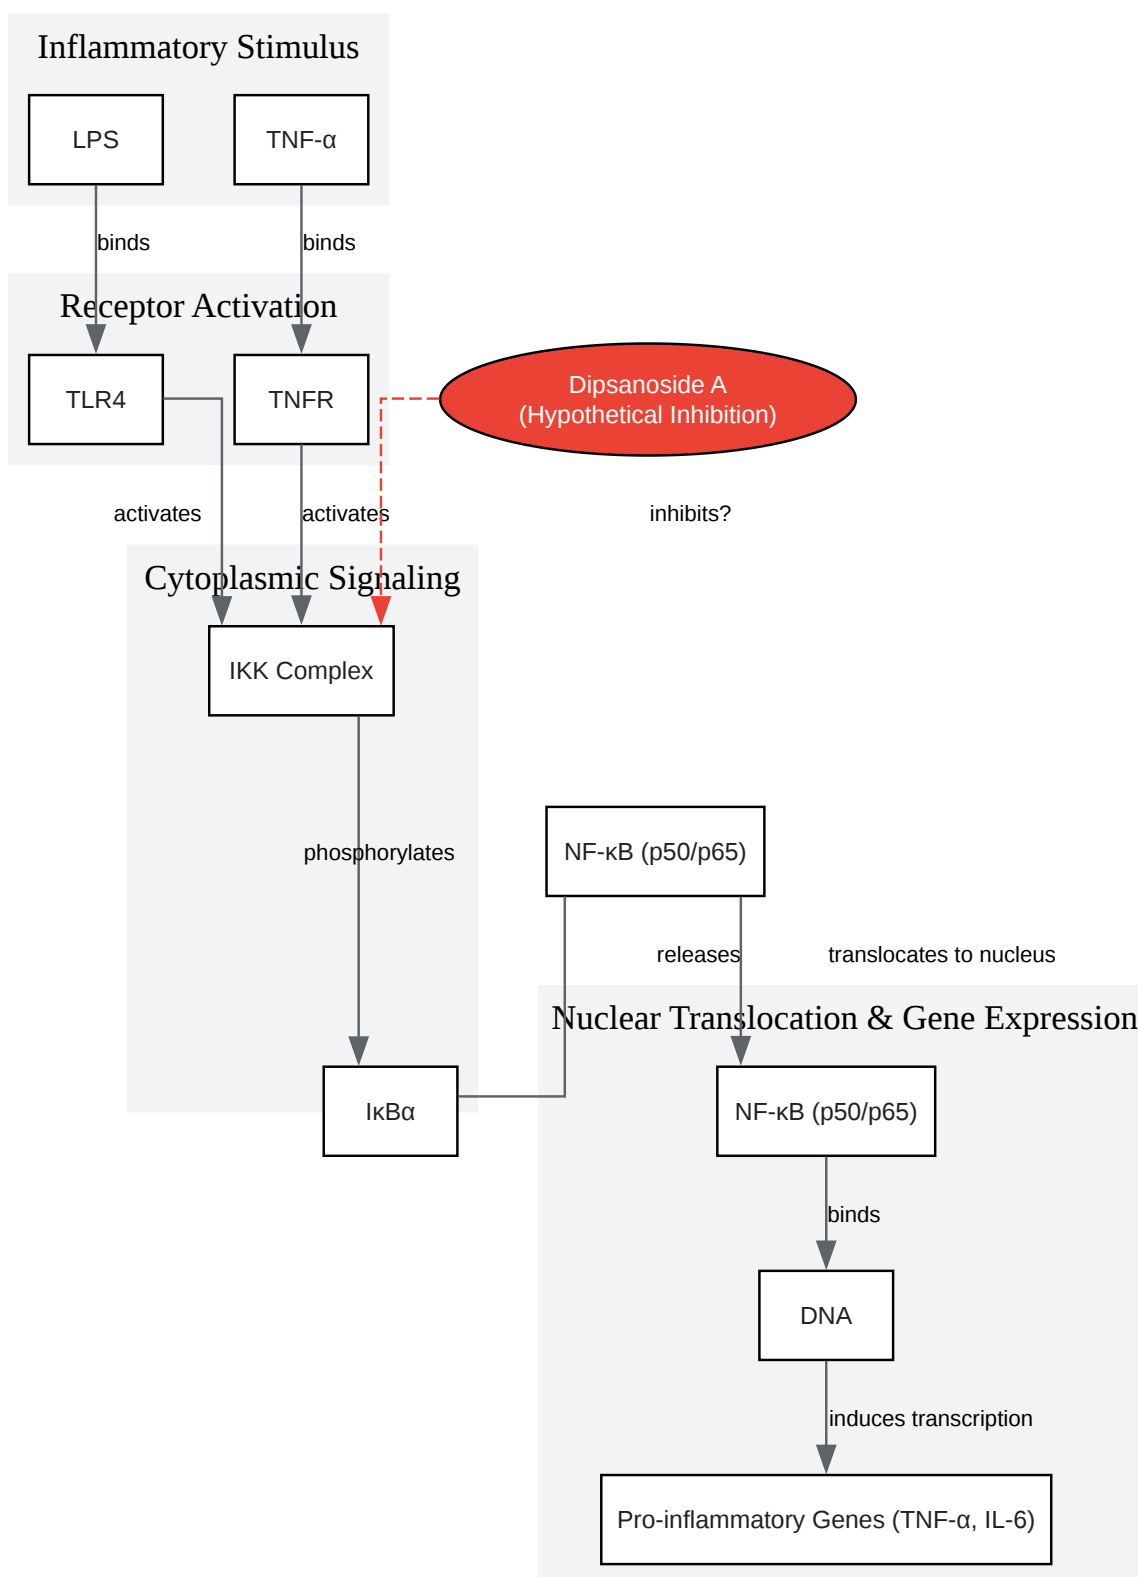 Inflammatory Stimulus
LPS
TNF-α
binds
binds
Receptor Activation
TLR4
TNFR
Dipsanoside A
(Hypothetical Inhibition)
activates
activates
inhibits?
Cytoplasmic Signaling
IKK Complex
phosphorylates
NF-κB (p50/p65)
releases
translocates to nucleus
Nuclear Translocation & Gene Expression
IκBα
NF-κB (p50/p65)
binds
DNA
induces transcription
Pro-inflammatory Genes (TNF-α, IL-6)